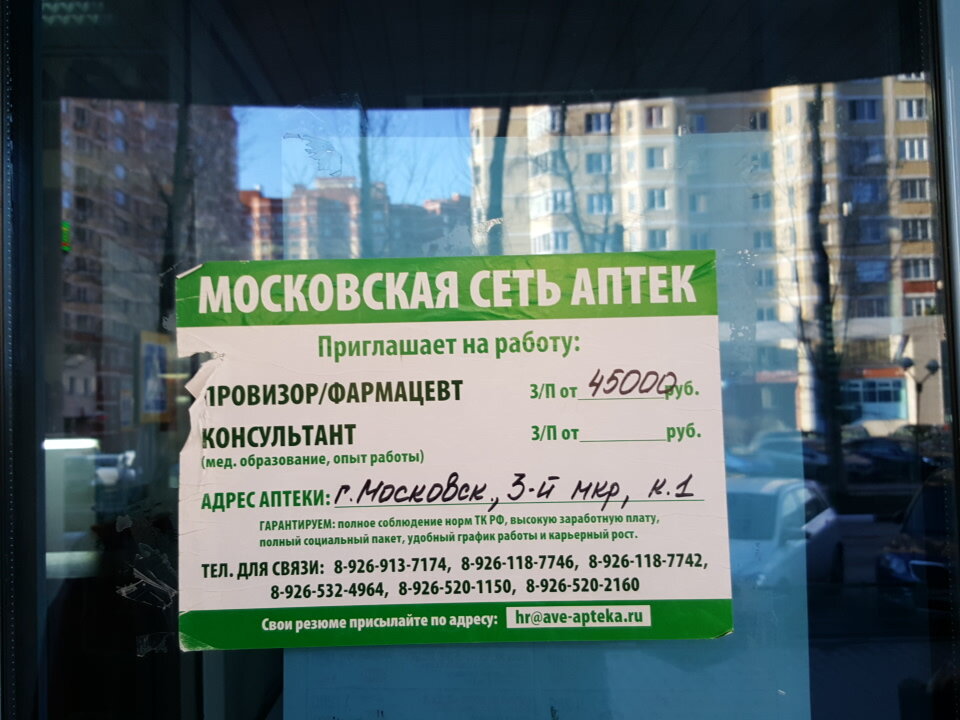 МОСКОВСКАЯ СЕТЬ АПТЕК
Приглашает на работу:
ПРОВИЗОР/ФАРМАЦЕВТ З/П от 45000 руб.
КОНСУЛЬТАНТ З/П от ________ руб.
(мед. образование, опыт работы)
АДРЕС АПТЕКИ: г. Московск, 3-й мкр, к.1
ГАРАНТИРУЕМ: полное соблюдение норм ТК РФ, высокую заработную плату,
полный социальный пакет, удобный график работы и карьерный рост.
ТЕЛ. ДЛЯ СВЯЗИ: 8-926-913-7174, 8-926-118-7746, 8-926-118-7742,
8-926-532-4964, 8-926-520-1150, 8-926-520-2160
Свои резюме присылайте по адресу: hr@ave-apteka.ru